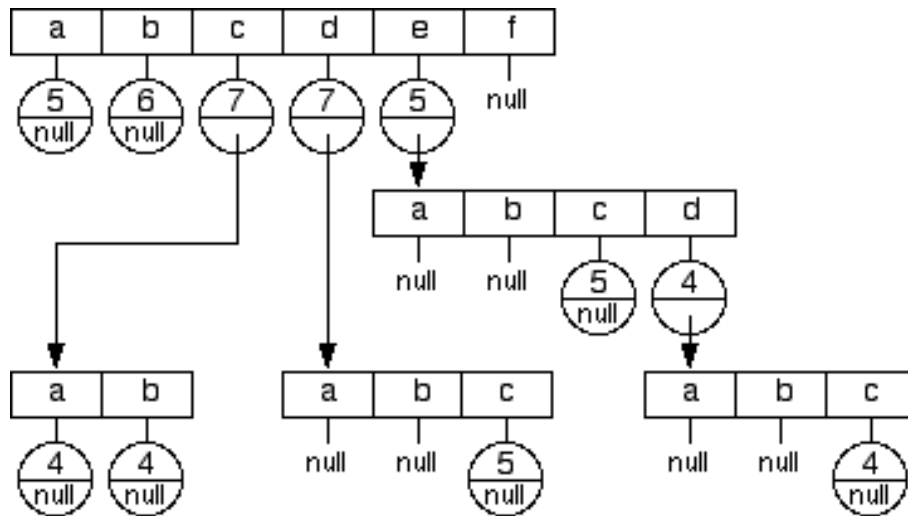 a b c d e f
5 6 7 7 5 null
null null
a b c d
null null 5 4
null
a b a b c a b c
4 4 null null 5 null null 4
null null null null